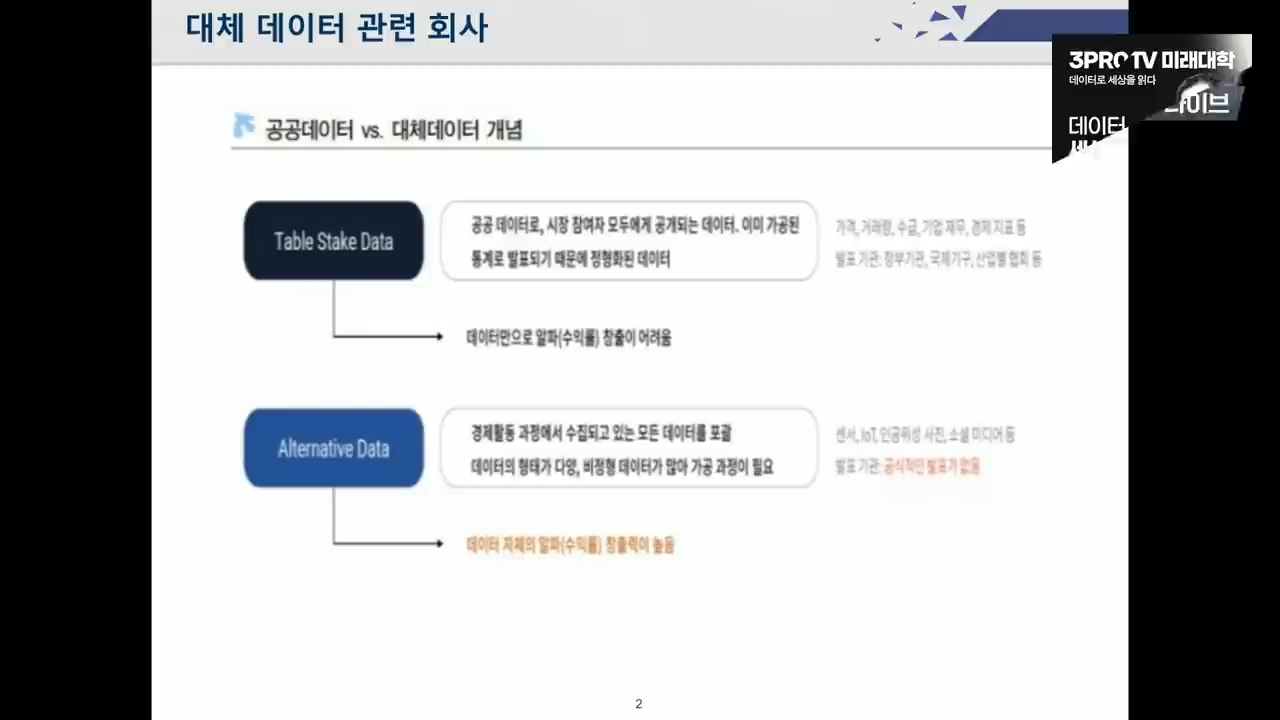 대체 데이터 관련 회사
3PRO TV 미래대학
데이터로 세상을 읽다
라이브
데이터
공공데이터 vs. 대체데이터 개념
Table Stake Data
공공 데이터로, 시장 참여자 모두에게 공개되는 데이터. 이미 가공된
통계로 발표되기 때문에 정형화된 데이터
가격, 거래량, 수급, 기업 재무, 경제 지표 등
발표 기관: 정부기관, 국제기구, 산업별 협회 등
데이터만으로 알파(수익률) 창출이 어려움
Alternative Data
경제활동 과정에서 수집되고 있는 모든 데이터를 포괄
데이터의 형태가 다양, 비정형 데이터가 많아 가공 과정이 필요
센서, IoT, 인공위성 사진, 소셜 미디어 등
발표 기관: 공식적인 발표가 없음
데이터 자체의 알파(수익률) 창출력이 높음
2